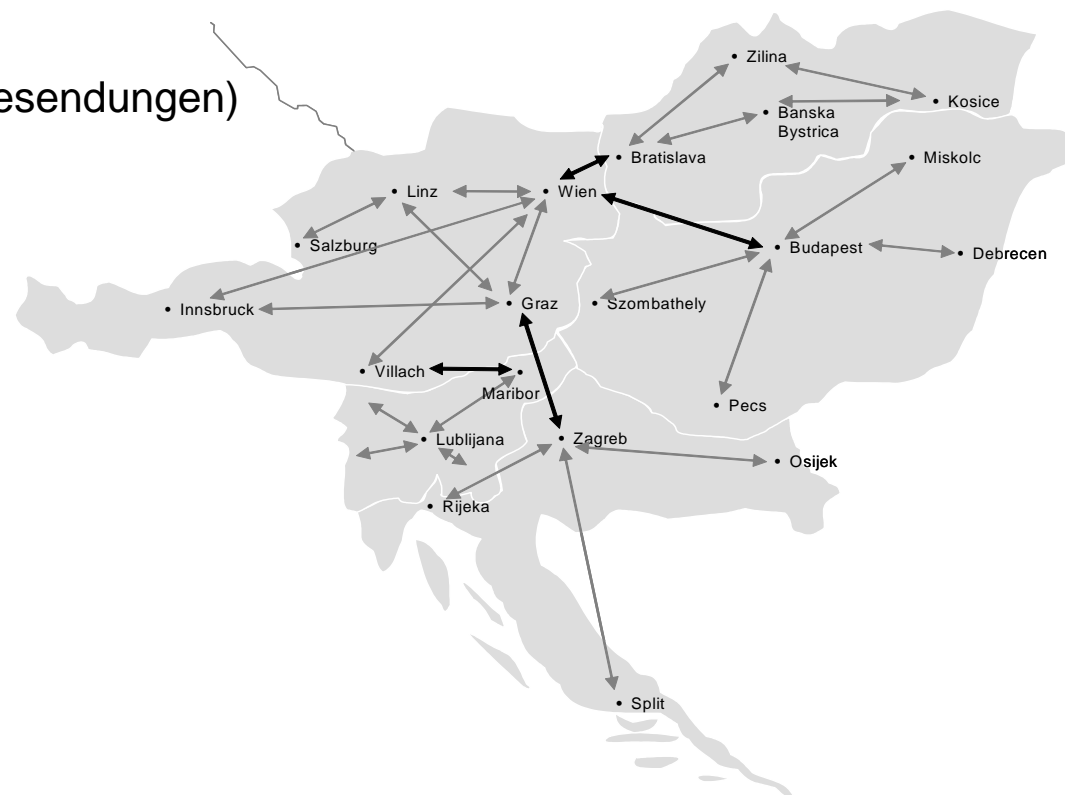 esendungen)
Zilina
Kosice
Banska
Bystrica
Bratislava
Miskolc
Linz
Wien
Salzburg
Budapest
Debrecen
Innsbruck
Graz
Szombathely
Villach
Maribor
Pecs
Lublijana
Zagreb
Osijek
Rijeka
Split